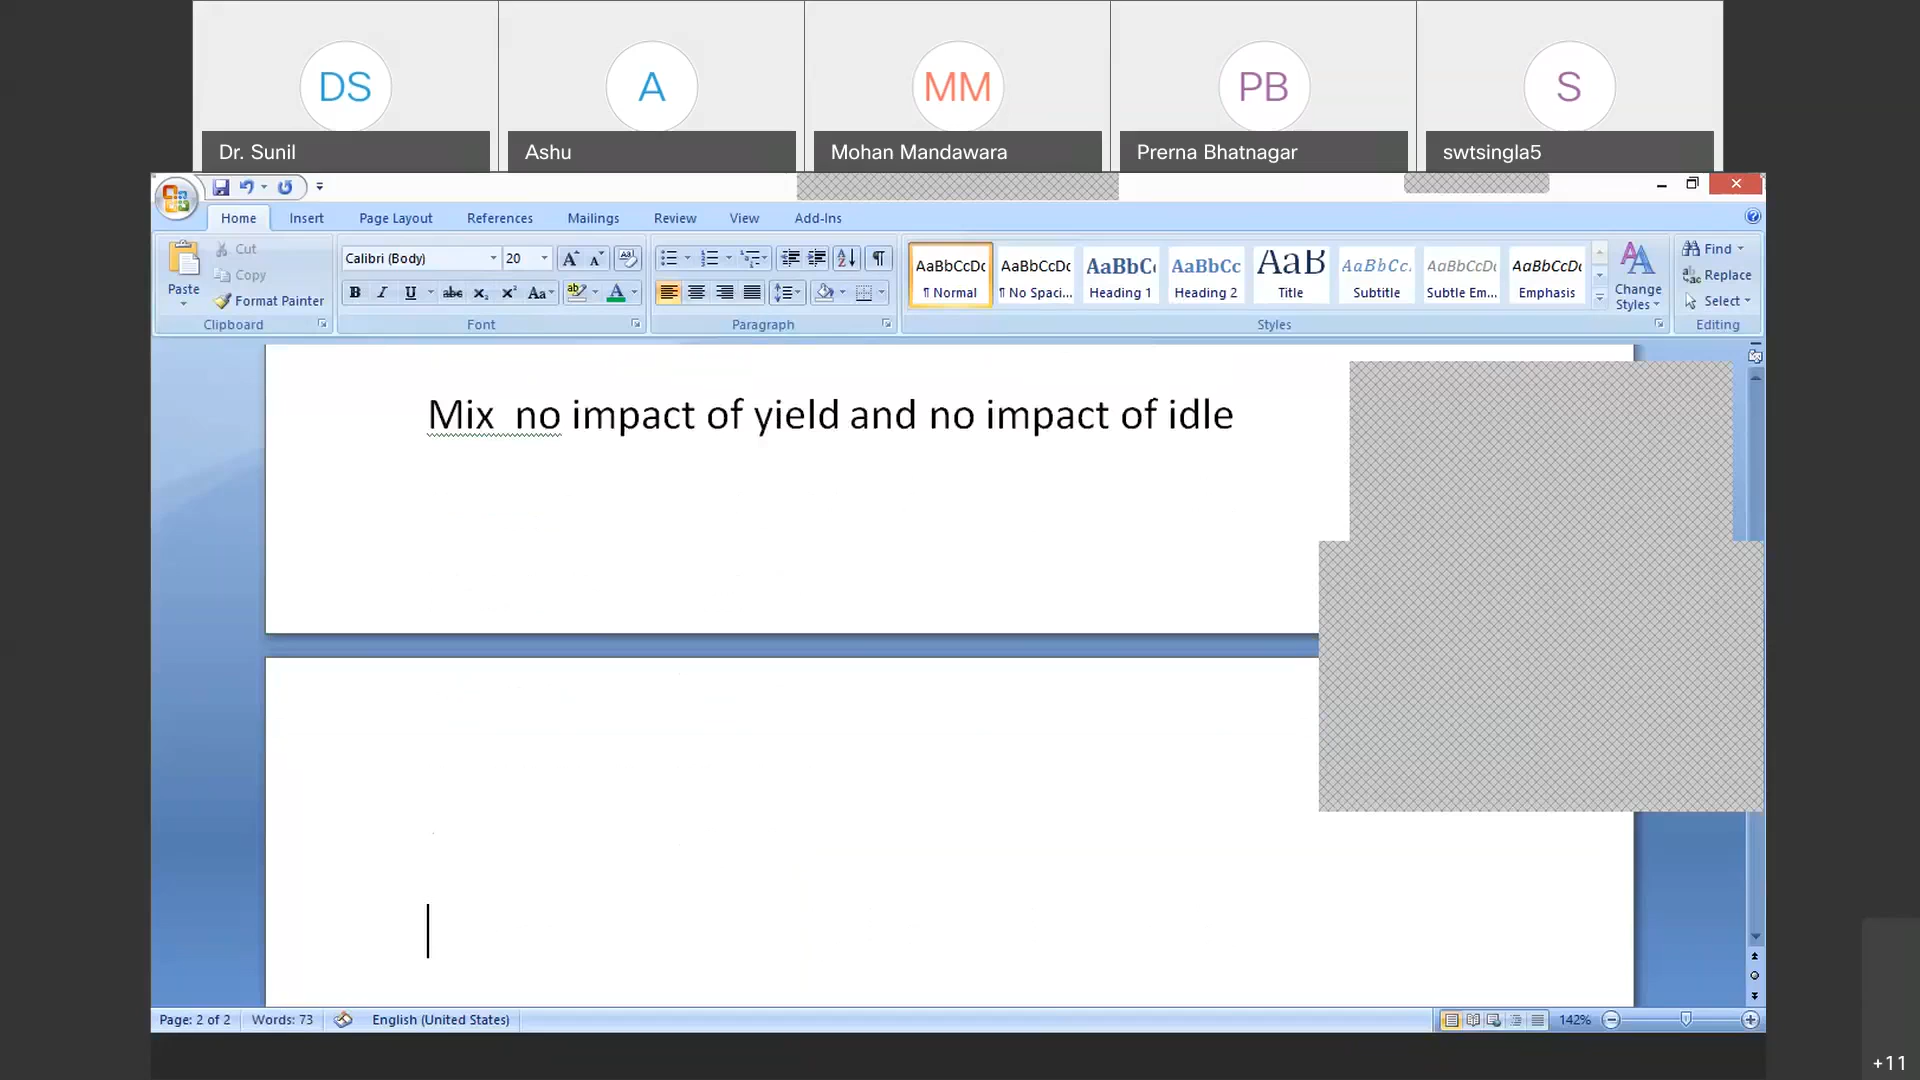 DS
A
MM
PB
S
Dr. Sunil
Ashu
Mohan Mandawara
Prerna Bhatnagar
swtsingla5
Home Insert Page Layout References Mailings Review View Add-Ins
Paste
Cut
Copy
Format Painter
Clipboard
Calibri (Body) 20
B I U abc x₂ x² Aa
Font
Paragraph
AaBbCcDc AaBbCcDc AaBbC AaBbCc AaB AaBbCc. AaBbCcDc AaBbCcDc
¶ Normal ¶ No Spaci... Heading 1 Heading 2 Title Subtitle Subtle Em... Emphasis
Change Styles
Styles
Find
Replace
Select
Editing
Mix  no impact of yield and no impact of idle
Page: 2 of 2 Words: 73 English (United States) 142%
+11